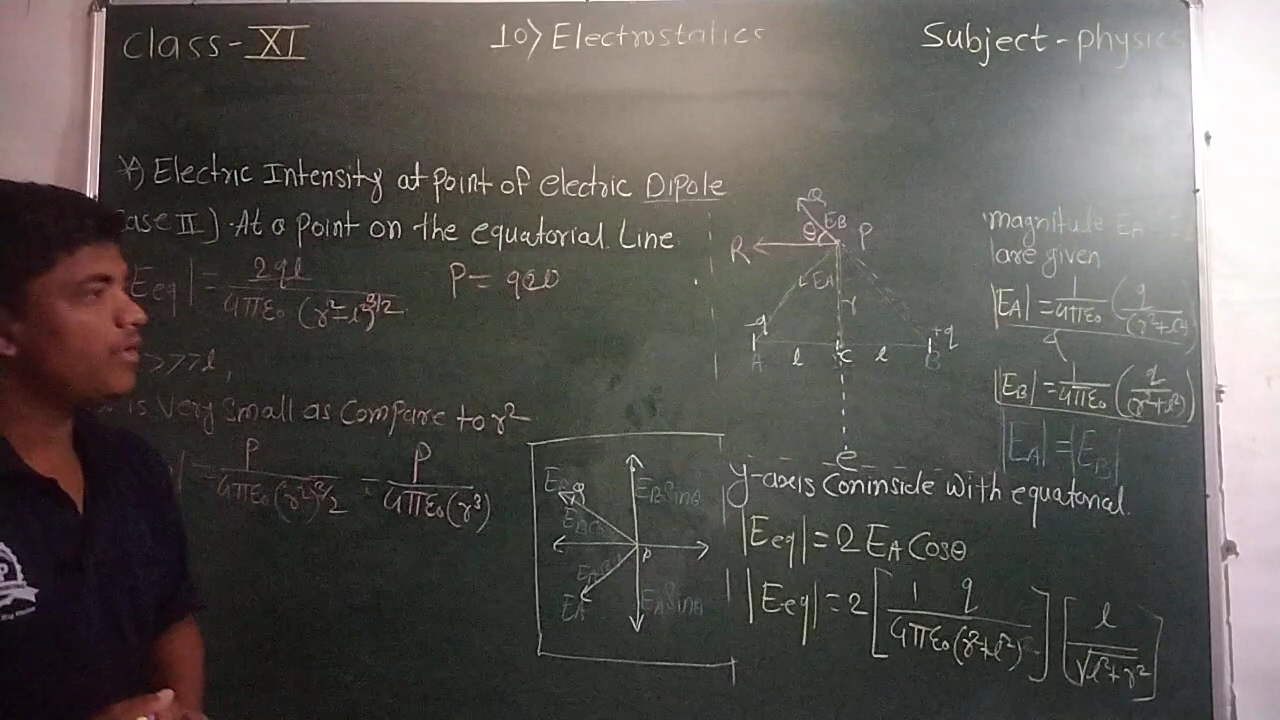 Class - XI
10) Electrostatics
Subject - physics
*) Electric Intensity at point of electric Dipole
Case II) At a point on the equatorial Line
Eeq| = 2ql / 4πε₀ (r² - l²)^3/2
P = q2l
>>>l,
is very small as Compare to r²
= P / 4πε₀(r²)^3/2 = P / 4πε₀(r³)
Q
θ EB P
R
EA
r
-q +q
A l C l B
e
EB
EB sinθ
P
EA
EA sinθ
magnitude EA
are given
|EA| = 1/4πε₀ (q / (r²+l²)
|EB| = 1/4πε₀ (q / (r²+l²))
|EA| = |EB|
y-axis Coninside with equatorial.
|Eeq| = 2 EA Cosθ
|Eeq| = 2 [1 q / 4πε₀(r²+l²)] [l / √l²+r²]
P